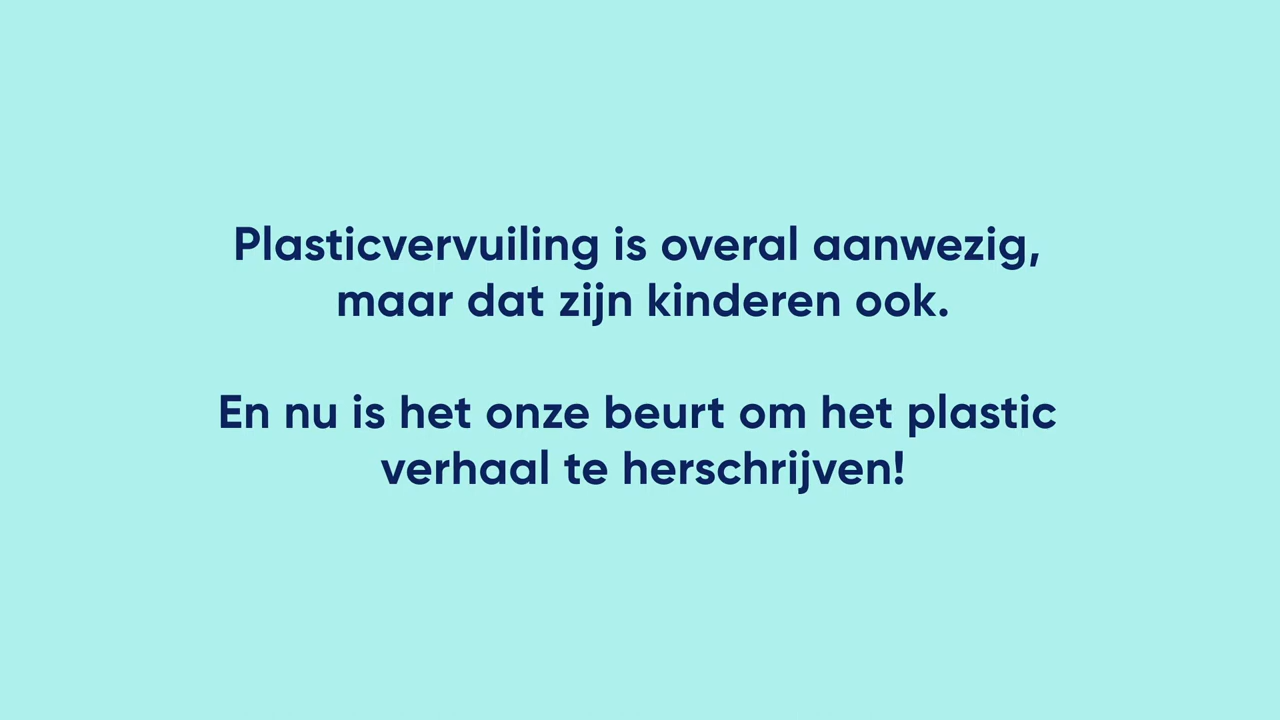 Plasticvervuiling is overal aanwezig,
maar dat zijn kinderen ook.
En nu is het onze beurt om het plastic
verhaal te herschrijven!